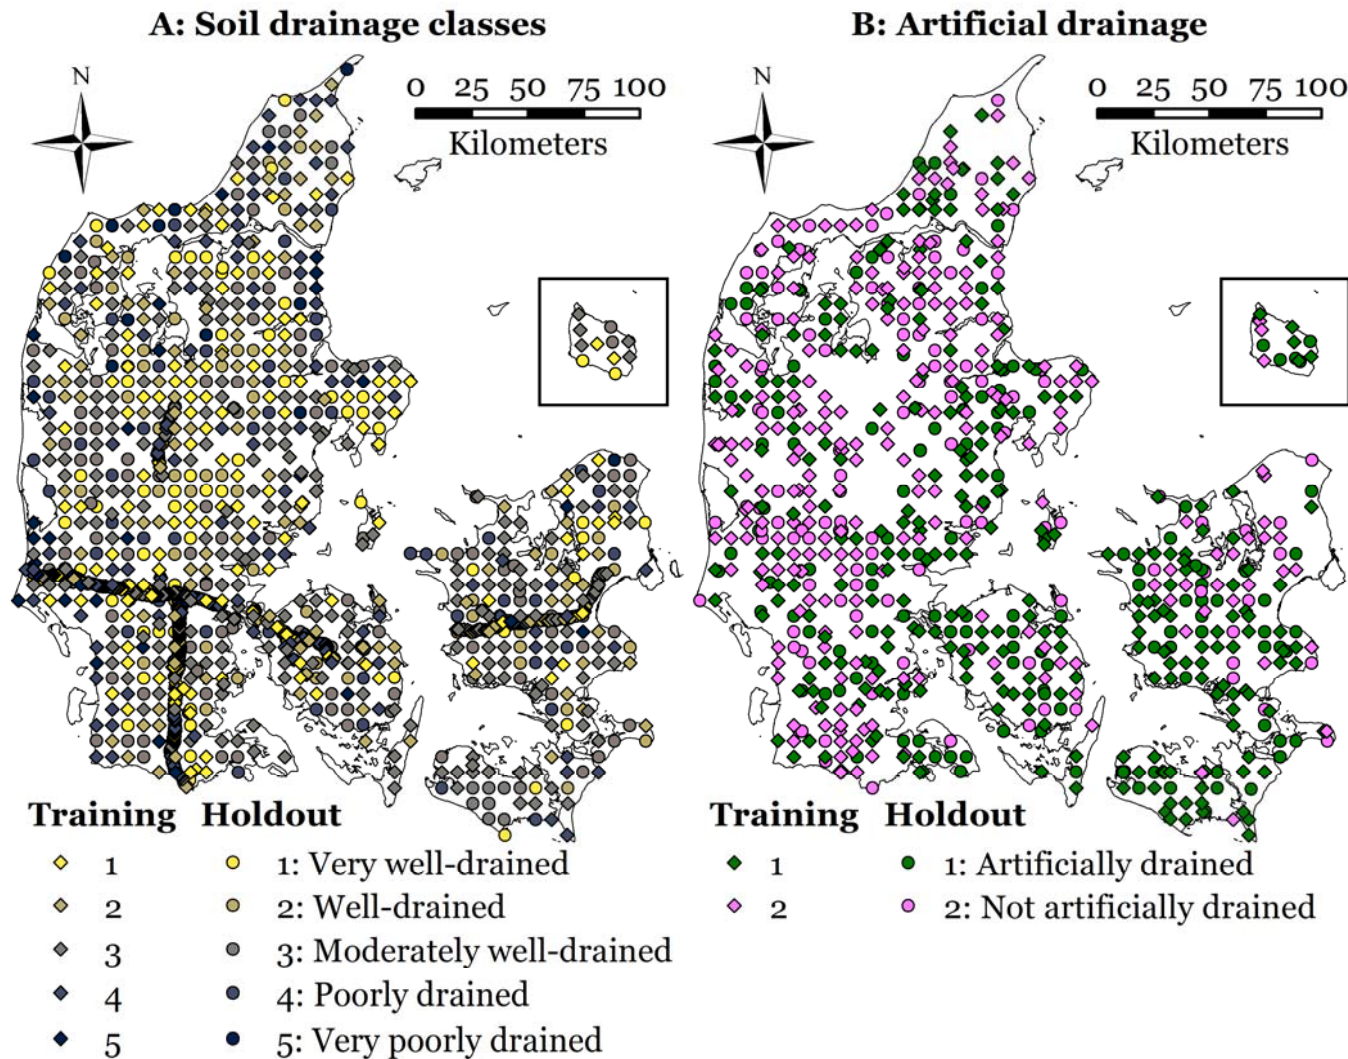 A: Soil drainage classes
N
0 25 50 75 100
Kilometers
Training Holdout
1 1: Very well-drained
2 2: Well-drained
3 3: Moderately well-drained
4 4: Poorly drained
5 5: Very poorly drained
B: Artificial drainage
N
0 25 50 75 100
Kilometers
Training Holdout
1 1: Artificially drained
2 2: Not artificially drained